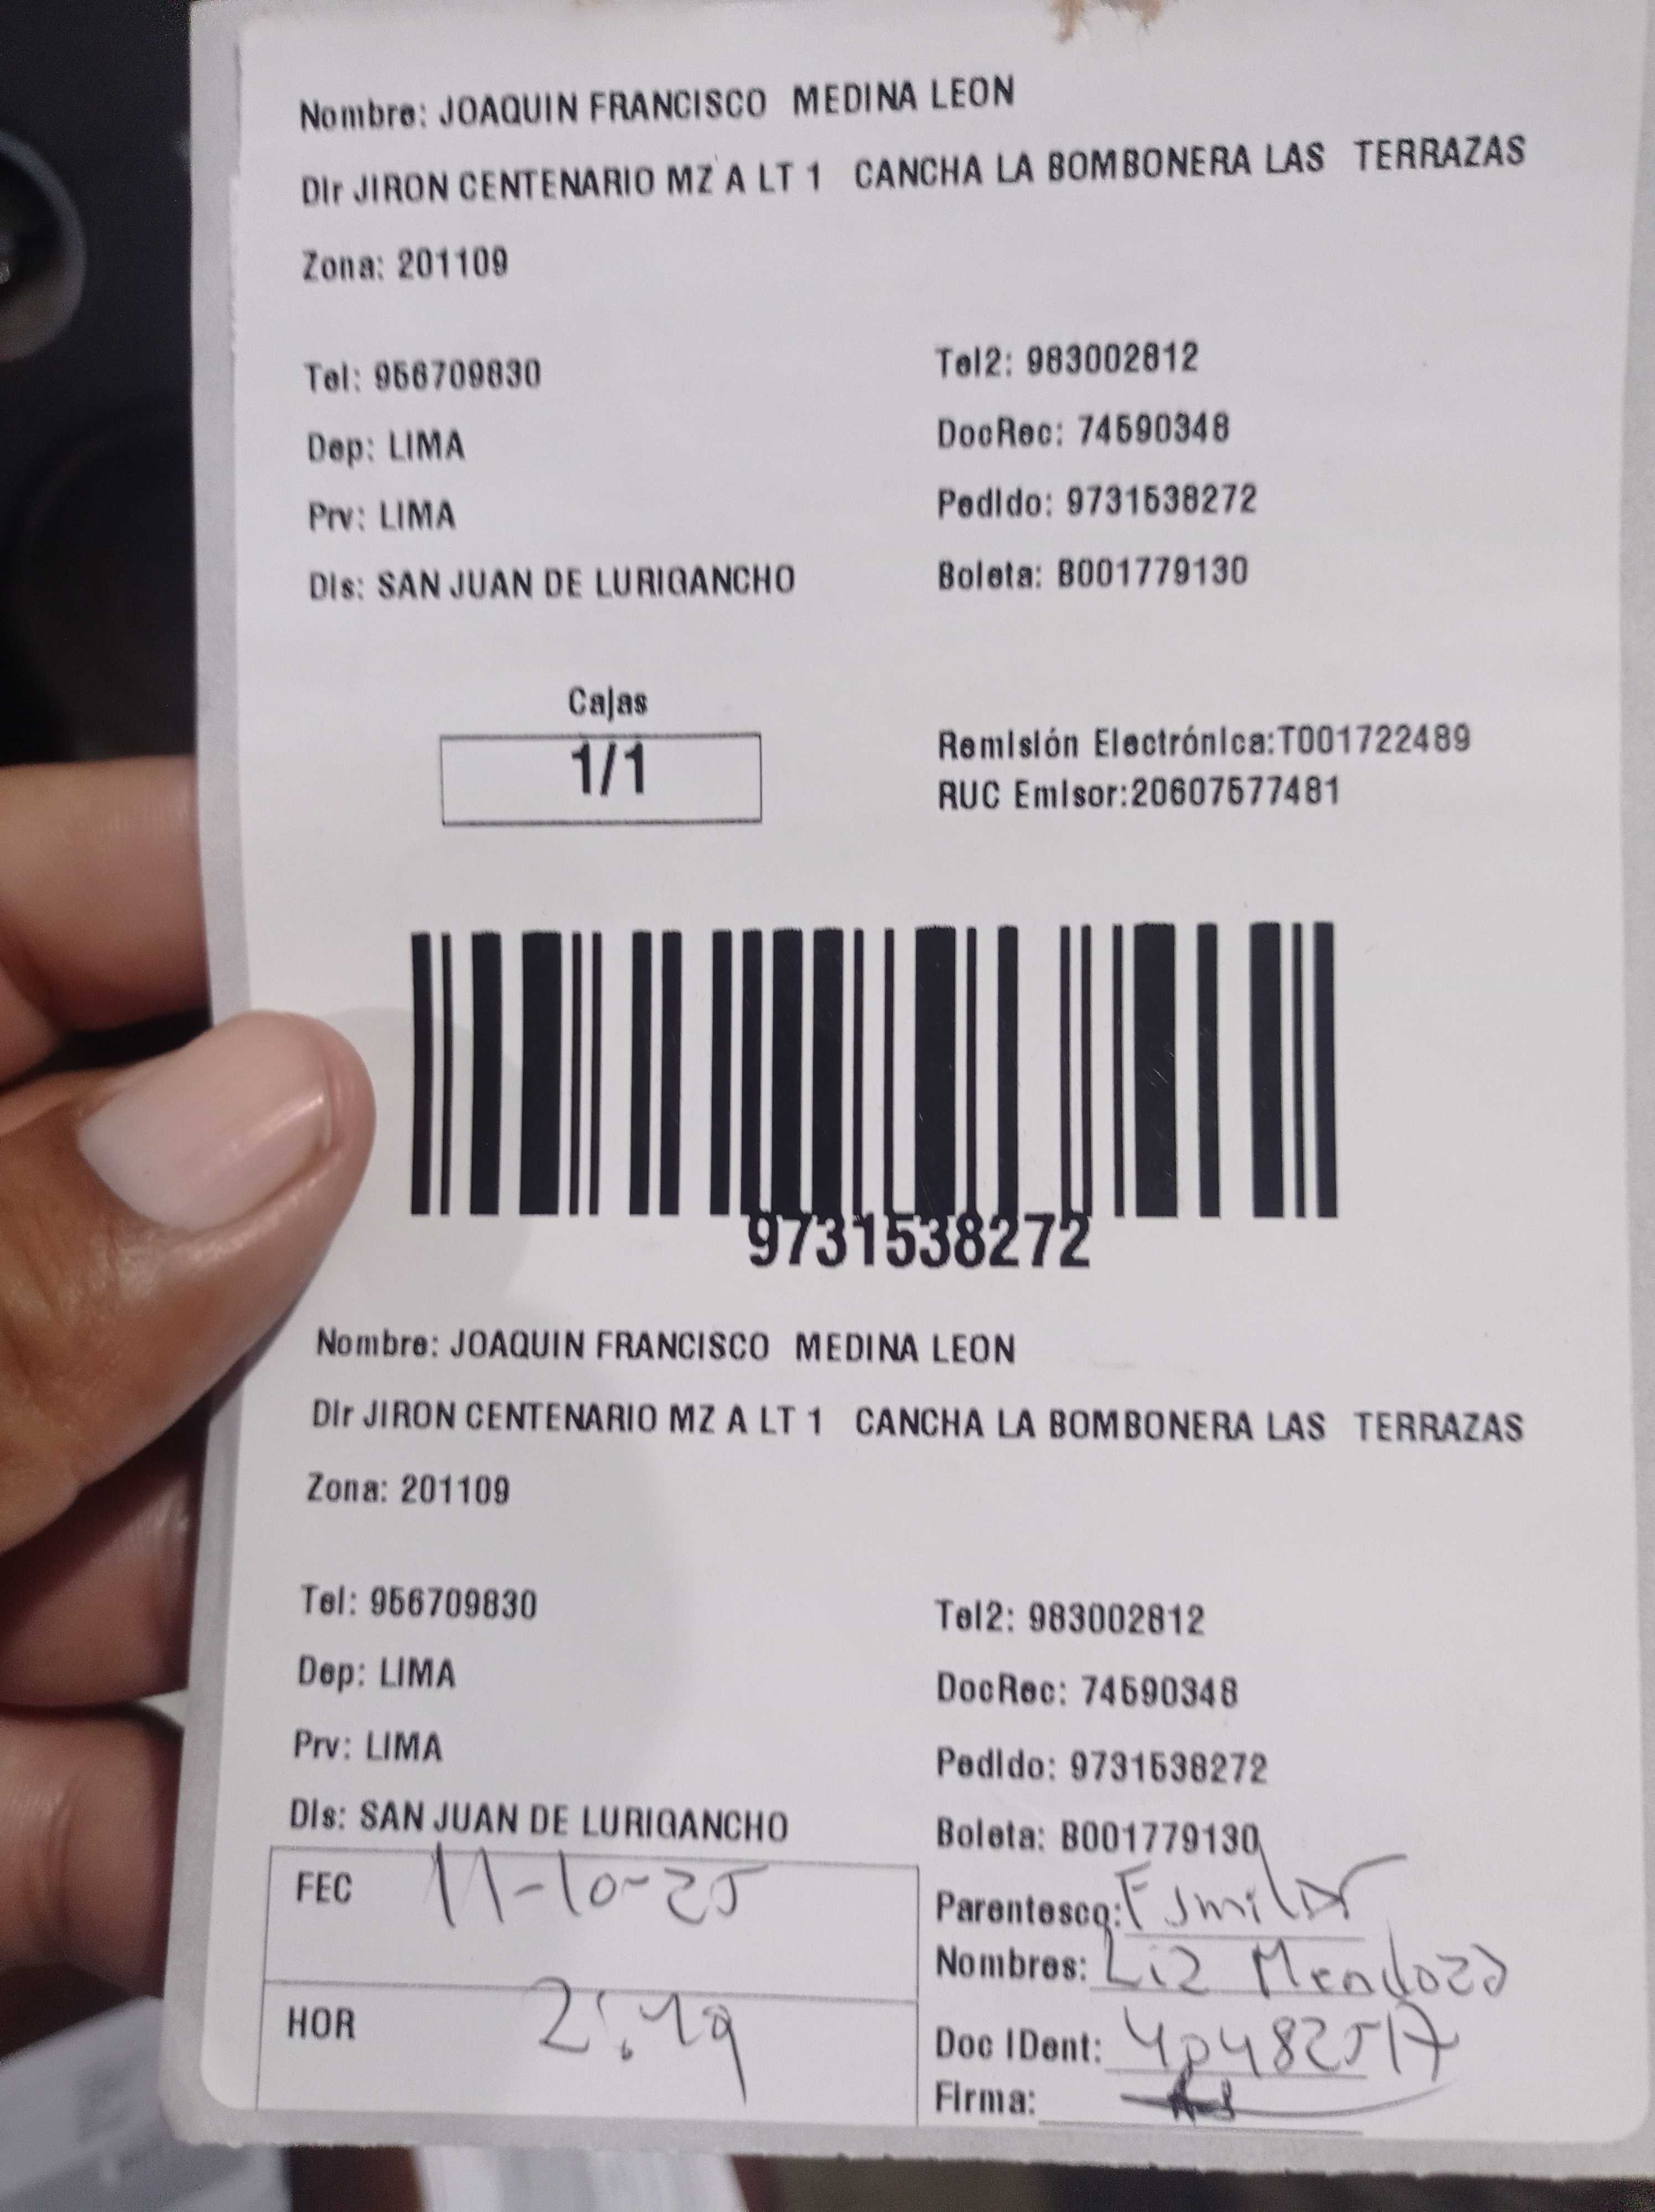 Nombre: JOAQUIN FRANCISCO MEDINA LEON
Dir JIRON CENTENARIO MZ A LT 1 CANCHA LA BOMBONERA LAS TERRAZAS
Zona: 201109
Tel: 956709830 Tel2: 983002812
Dep: LIMA DocRec: 74590348
Prv: LIMA Pedido: 9731538272
Dis: SAN JUAN DE LURIGANCHO Boleta: B001779130
Cajas
1/1
Remisión Electrónica:T001722489
RUC Emisor:20607577481
9731538272
Nombre: JOAQUIN FRANCISCO MEDINA LEON
Dir JIRON CENTENARIO MZ A LT 1 CANCHA LA BOMBONERA LAS TERRAZAS
Zona: 201109
Tel: 956709830 Tel2: 983002812
Dep: LIMA DocRec: 74590348
Prv: LIMA Pedido: 9731538272
Dis: SAN JUAN DE LURIGANCHO Boleta: B001779130
FEC 11-10-25
Parentesco: Familiar
Nombres: Liz Mendoza
HOR 2:49
Doc IDent: 40482517
Firma: